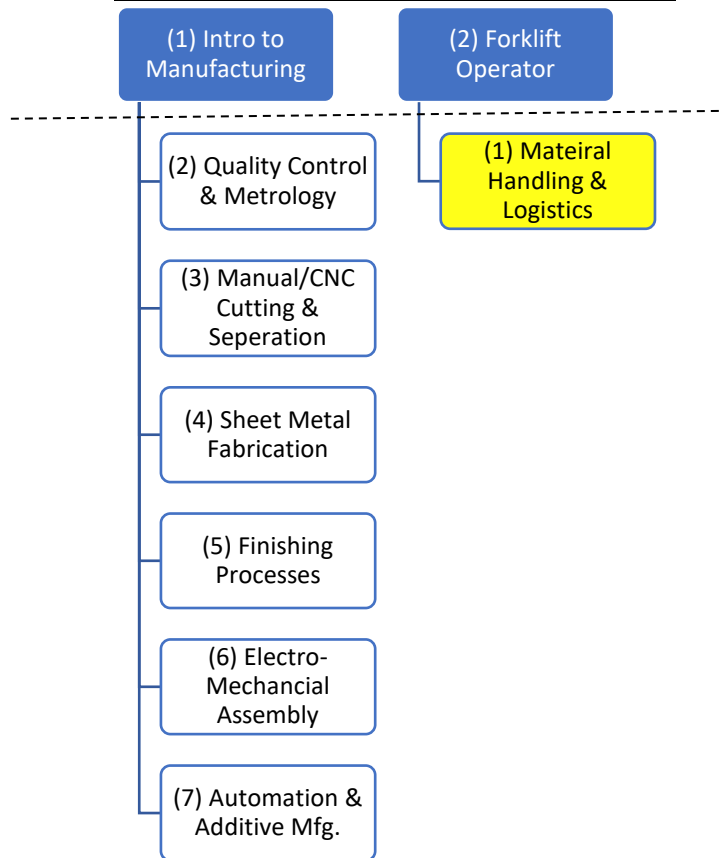 (1) Intro to
Manufacturing
(2) Forklift
Operator
(2) Quality Control
& Metrology
(3) Manual/CNC
Cutting &
Seperation
(4) Sheet Metal
Fabrication
(5) Finishing
Processes
(6) Electro-
Mechancial
Assembly
(7) Automation &
Additive Mfg.
(1) Mateiral
Handling &
Logistics